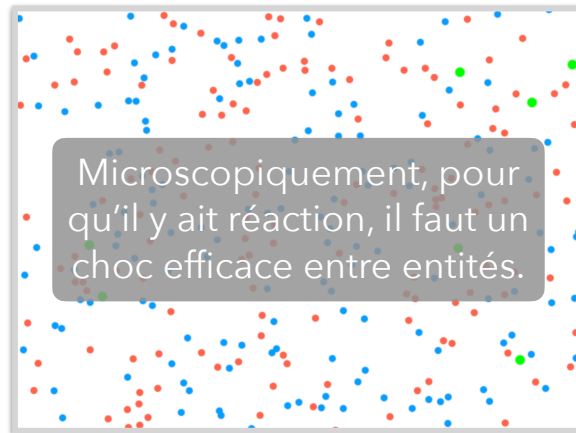 Microscopiquement, pour
qu’il y ait réaction, il faut un
choc efficace entre entités.